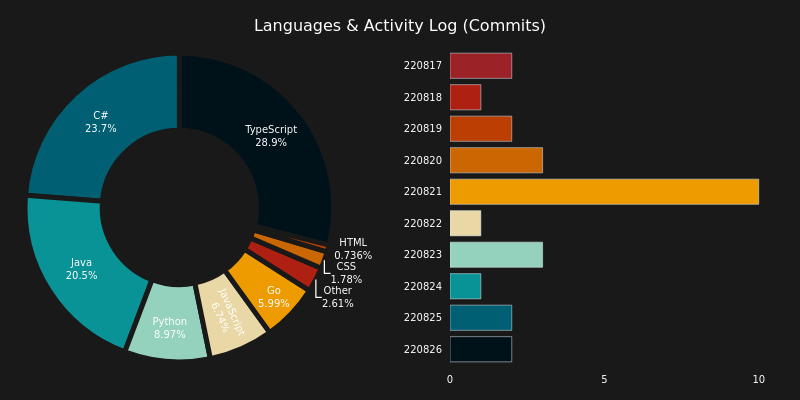 Languages & Activity Log (Commits)
TypeScript
28.9%
C#
23.7%
Java
20.5%
Python
8.97%
JavaScript
6.74%
Go
5.99%
Other
2.61%
CSS
1.78%
HTML
0.736%
220817
220818
220819
220820
220821
220822
220823
220824
220825
220826
0
5
10